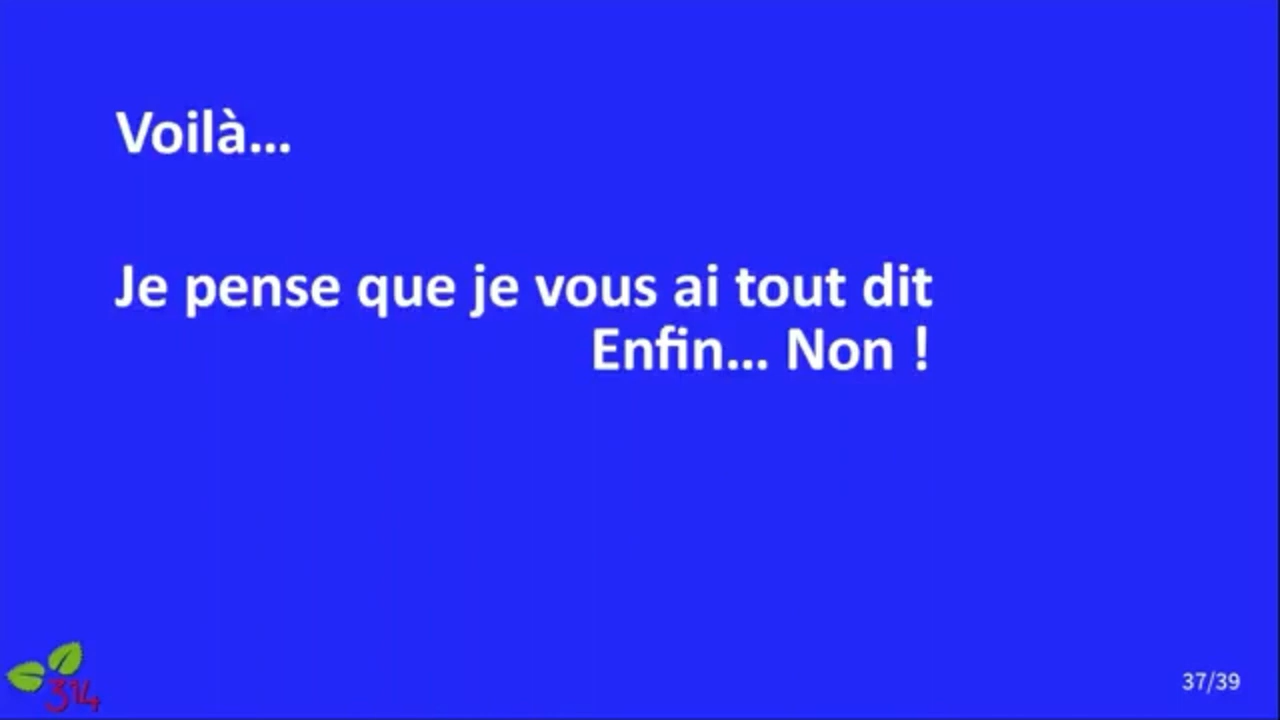 Voilà...
Je pense que je vous ai tout dit
Enfin... Non !
314
37/39